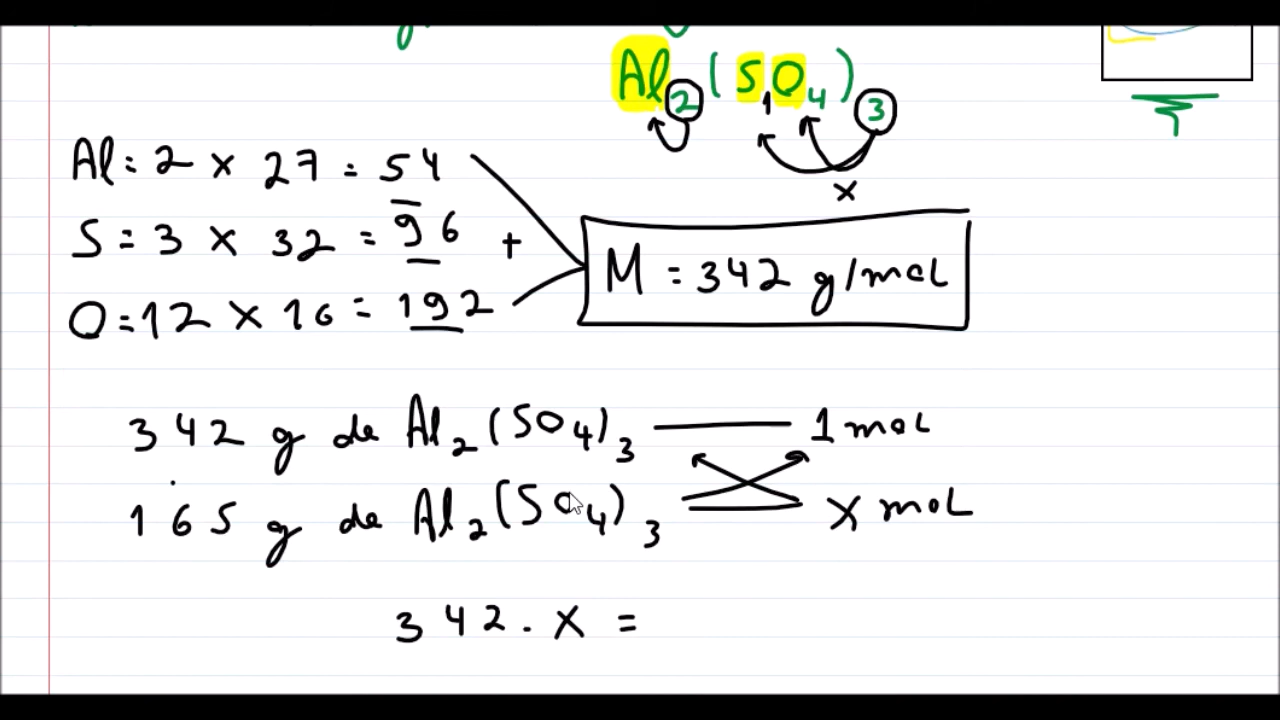 Al₂(S₁O₄)₃
x
Al = 2 x 27 = 54
S = 3 x 32 = 96 +
O = 12 x 16 = 192
M = 342 g/mol
342 g de Al₂(SO₄)₃ —— 1 mol
165 g de Al₂(SO₄)₃ —— x mol
342 . x =